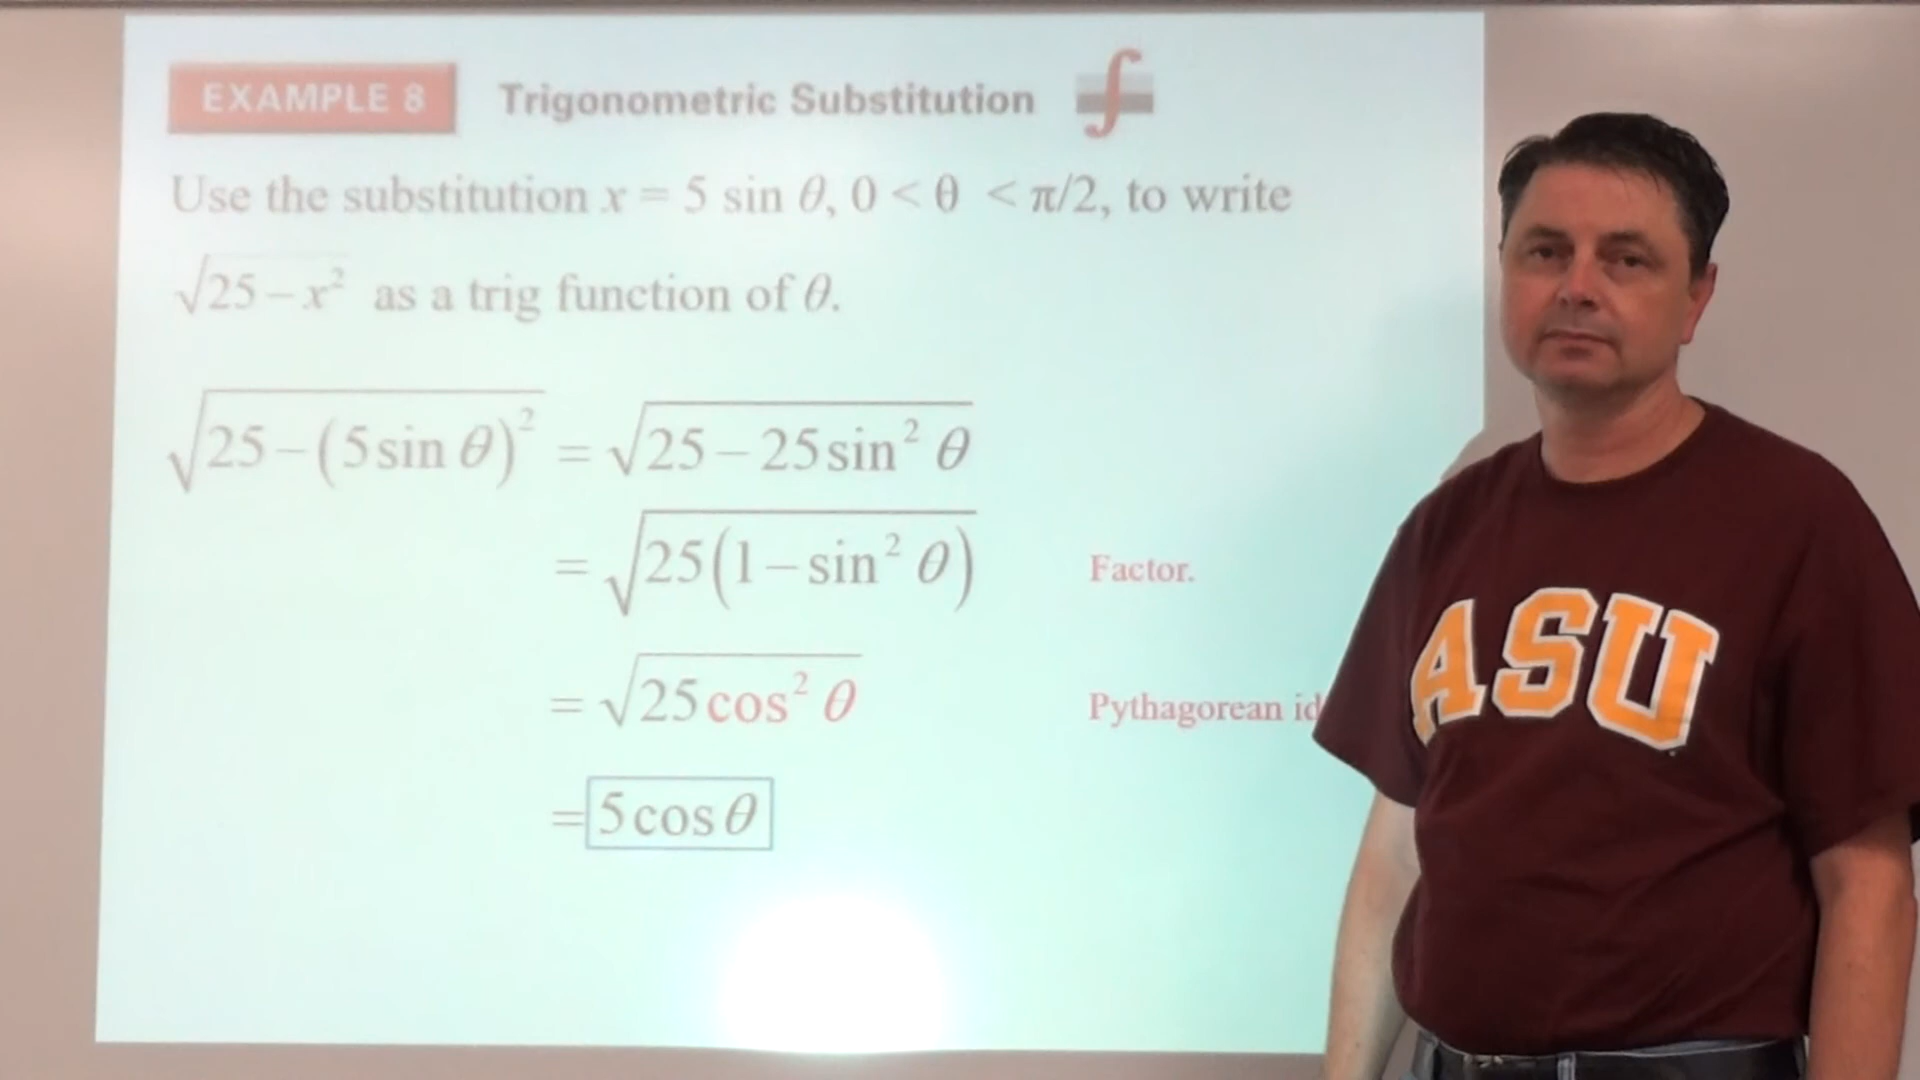 EXAMPLE 8 Trigonometric Substitution
Use the substitution x = 5 sin θ, 0 < θ < π/2, to write
√25 − x² as a trig function of θ.
√25 − (5 sin θ)² = √25 − 25 sin² θ
= √25(1 − sin² θ) Factor.
= √25 cos² θ Pythagorean id
= 5 cos θ
ASU